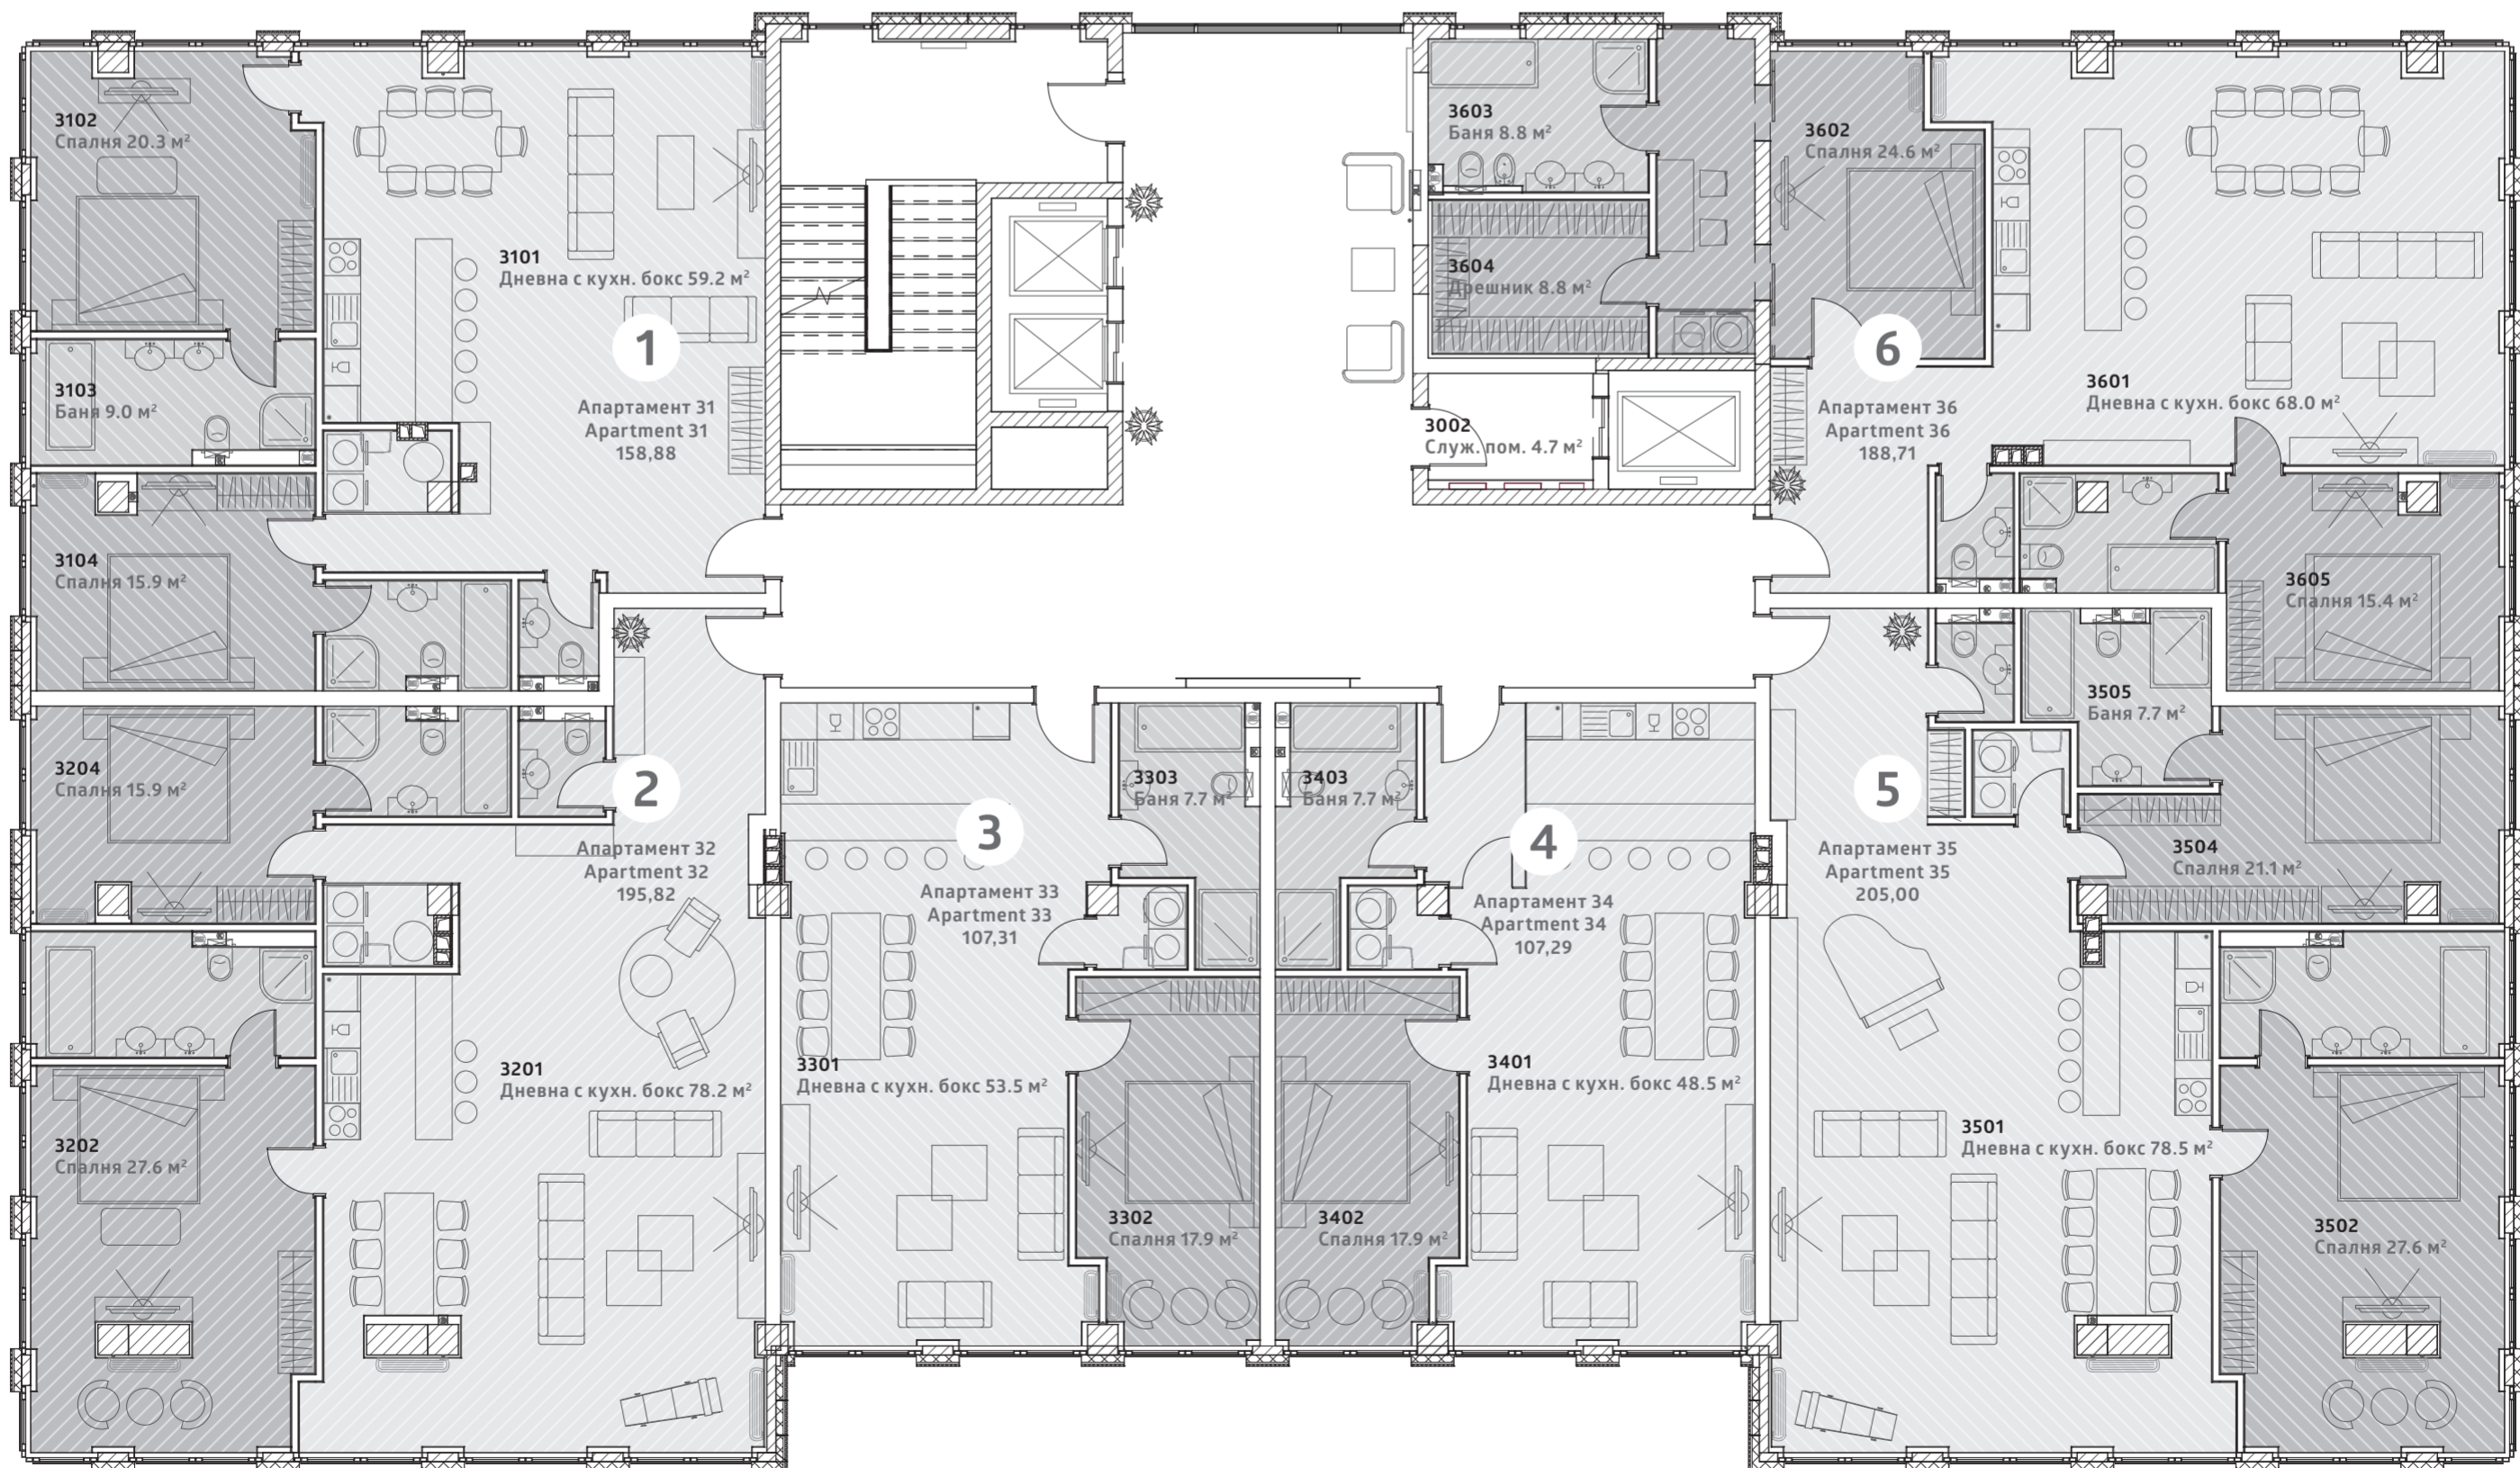 3102
Спалня 20.3 м²
3101
Дневна с кухн. бокс 59.2 м²
1
Апартамент 31
Apartment 31
158,88
3103
Баня 9.0 м²
3104
Спалня 15.9 м²
3603
Баня 8.8 м²
3604
Дрешник 8.8 м²
3002
Служ. пом. 4.7 м²
3602
Спалня 24.6 м²
6
Апартамент 36
Apartment 36
188,71
3601
Дневна с кухн. бокс 68.0 м²
3605
Спалня 15.4 м²
3204
Спалня 15.9 м²
2
Апартамент 32
Apartment 32
195,82
3201
Дневна с кухн. бокс 78.2 м²
3202
Спалня 27.6 м²
3303
Баня 7.7 м²
3
Апартамент 33
Apartment 33
107,31
3301
Дневна с кухн. бокс 53.5 м²
3302
Спалня 17.9 м²
3403
Баня 7.7 м²
4
Апартамент 34
Apartment 34
107,29
3401
Дневна с кухн. бокс 48.5 м²
3402
Спалня 17.9 м²
3505
Баня 7.7 м²
5
Апартамент 35
Apartment 35
205,00
3504
Спалня 21.1 м²
3501
Дневна с кухн. бокс 78.5 м²
3502
Спалня 27.6 м²